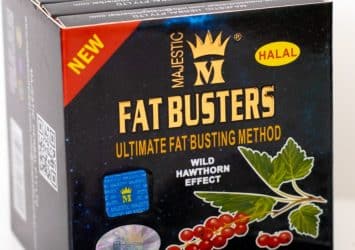 NEW
MAJESTIC
M
®
HALAL
FAT BUSTERS
ULTIMATE FAT BUSTING METHOD
WILD
HAWTHORN
EFFECT
M